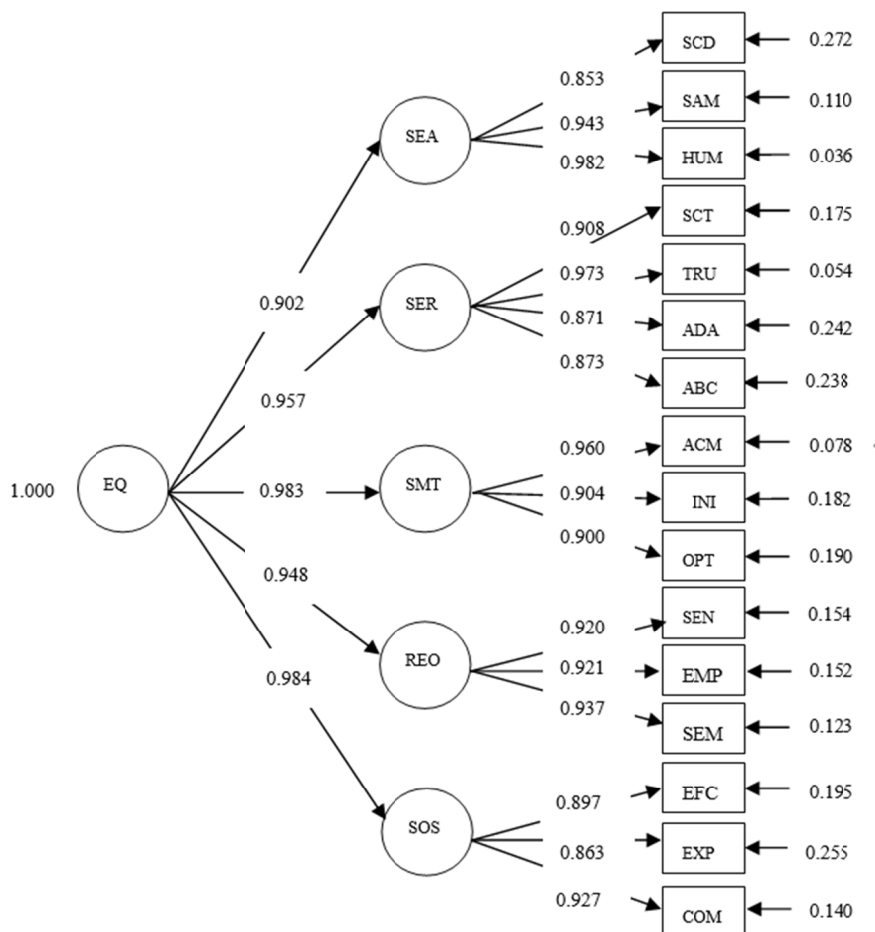 SCD 0.272
0.853
SAM 0.110
SEA 0.943
HUM 0.036
0.982
SCT 0.175
0.908
TRU 0.054
0.973
0.902 SER
0.871 ADA 0.242
0.873
ABC 0.238
0.957
0.960 ACM 0.078
1.000 EQ 0.983 SMT 0.904 INI 0.182
0.900
OPT 0.190
0.948
0.920 SEN 0.154
REO 0.921 EMP 0.152
0.984
0.937 SEM 0.123
0.897 EFC 0.195
SOS
0.863 EXP 0.255
0.927 COM 0.140